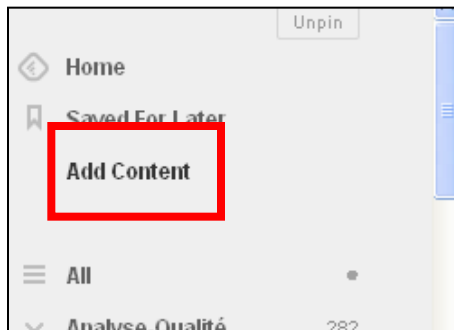 Unpin
Home
Saved For Later
Add Content
All
Analyse Qualité 282